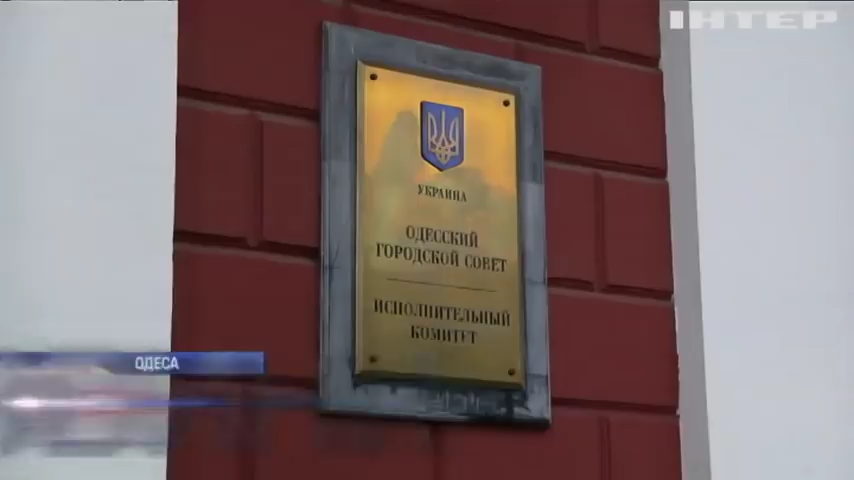 ІНТЕР
УКРАИНА
ОДЕССКИЙ
ГОРОДСКОЙ СОВЕТ
ИСПОЛНИТЕЛЬНЫЙ
КОМИТЕТ
ОДЕСА